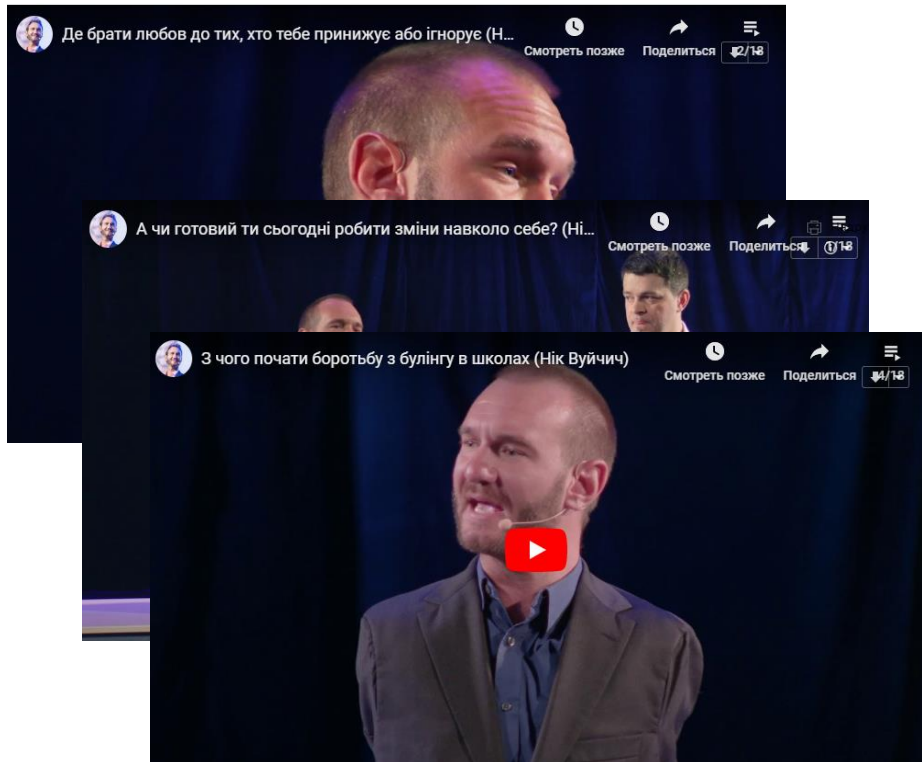 Де брати любов до тих, хто тебе принижує або ігнорує (Н...
Смотреть позже
Поделиться
2/18
А чи готовий ти сьогодні робити зміни навколо себе? (Ні...
Смотреть позже
Поделиться
1/18
З чого почати боротьбу з булінгу в школах (Нік Вуйчич)
Смотреть позже
Поделиться
4/18